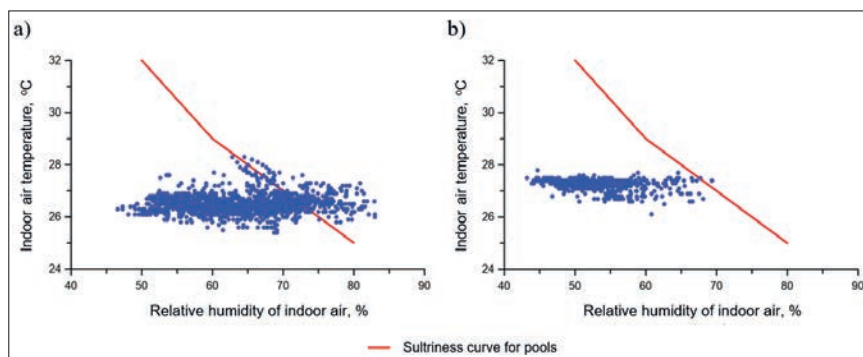 a)
Indoor air temperature, ºC
32
30
28
26
24
40 50 60 70 80 90
Relative humidity of indoor air, %
b)
Indoor air temperature, ºC
32
30
28
26
24
40 50 60 70 80 90
Relative humidity of indoor air, %
Sultriness curve for pools